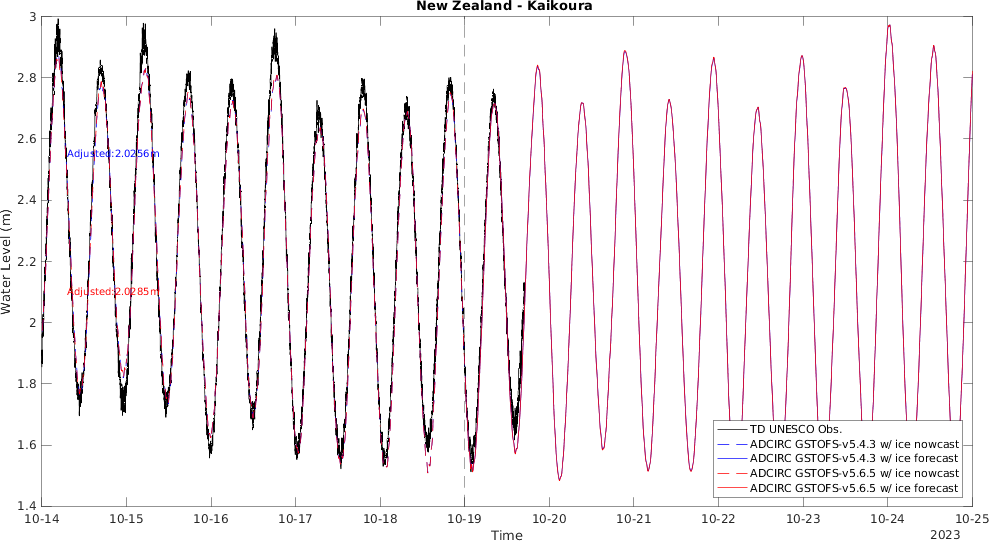 New Zealand - Kaikoura
3
2.8
2.6
2.4
2.2
2
1.8
1.6
1.4
Water Level (m)
Adjusted:2.0256m
Adjusted:2.0285m
TD UNESCO Obs.
ADCIRC GSTOFS-v5.4.3 w/ ice nowcast
ADCIRC GSTOFS-v5.4.3 w/ ice forecast
ADCIRC GSTOFS-v5.6.5 w/ ice nowcast
ADCIRC GSTOFS-v5.6.5 w/ ice forecast
10-14 10-15 10-16 10-17 10-18 10-19 10-20 10-21 10-22 10-23 10-24 10-25
Time
2023